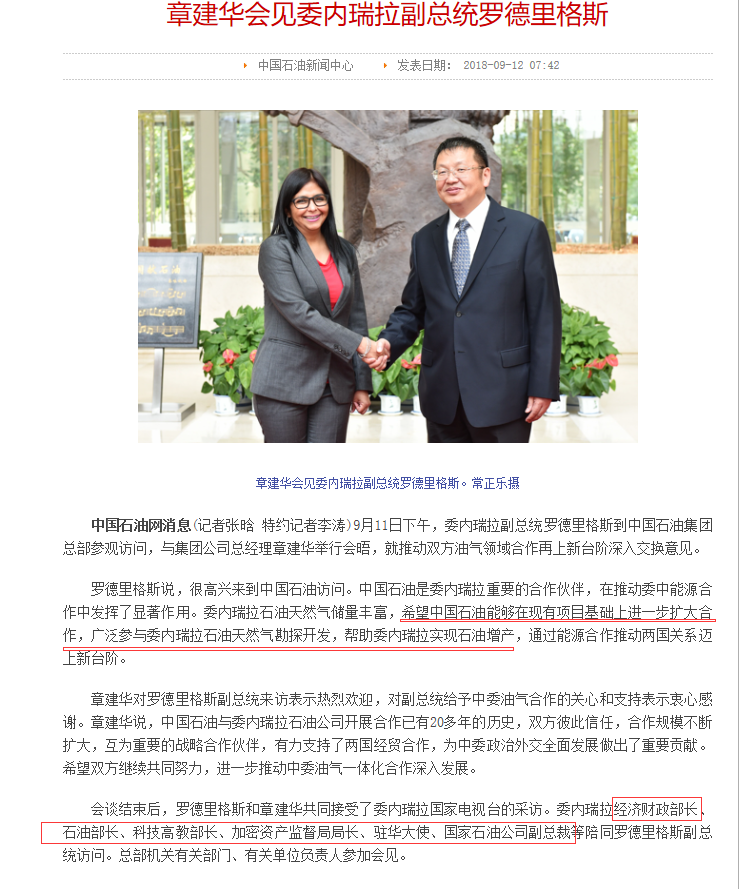 章建华会见委内瑞拉副总统罗德里格斯
中国石油新闻中心 发表日期： 2018-09-12 07:42
章建华会见委内瑞拉副总统罗德里格斯。常正乐摄
中国石油网消息(记者张晗 特约记者李涛)9月11日下午，委内瑞拉副总统罗德里格斯到中国石油集团
总部参观访问，与集团公司总经理章建华举行会晤，就推动双方油气领域合作再上新台阶深入交换意见。
罗德里格斯说，很高兴来到中国石油访问。中国石油是委内瑞拉重要的合作伙伴，在推动委中能源合
作中发挥了显著作用。委内瑞拉石油天然气储量丰富，希望中国石油能够在现有项目基础上进一步扩大合
作，广泛参与委内瑞拉石油天然气勘探开发，帮助委内瑞拉实现石油增产，通过能源合作推动两国关系迈
上新台阶。
章建华对罗德里格斯副总统来访表示热烈欢迎，对副总统给予中委油气合作的关心和支持表示衷心感
谢。章建华说，中国石油与委内瑞拉石油公司开展合作已有20多年的历史，双方彼此信任，合作规模不断
扩大，互为重要的战略合作伙伴，有力支持了两国经贸合作，为中委政治外交全面发展做出了重要贡献。
希望双方继续共同努力，进一步推动中委油气一体化合作深入发展。
会谈结束后，罗德里格斯和章建华共同接受了委内瑞拉国家电视台的采访。委内瑞拉经济财政部长、
石油部长、科技高教部长、加密资产监督局局长、驻华大使、国家石油公司副总裁等陪同罗德里格斯副总
统访问。总部机关有关部门、有关单位负责人参加会见。